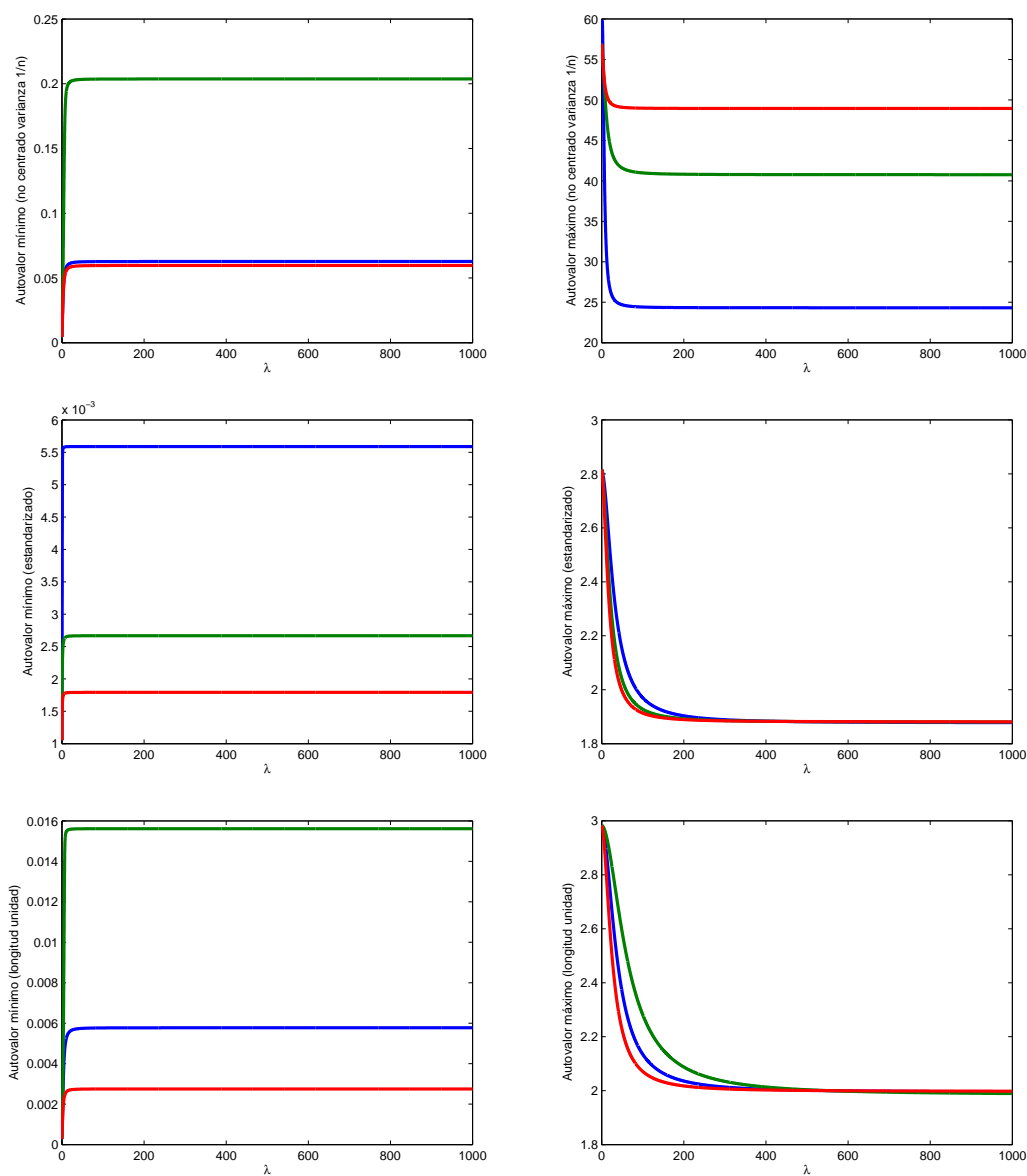 0.25
0.2
0.15
0.1
0.05
0
0 200 400 600 800 1000
λ
Autovalor mínimo (no centrado varianza 1/n)
60
55
50
45
40
35
30
25
20
0 200 400 600 800 1000
λ
Autovalor máximo (no centrado varianza 1/n)
x 10−3
6
5.5
5
4.5
4
3.5
3
2.5
2
1.5
1
0 200 400 600 800 1000
λ
Autovalor mínimo (estandarizado)
3
2.8
2.6
2.4
2.2
2
1.8
0 200 400 600 800 1000
λ
Autovalor máximo (estandarizado)
0.016
0.014
0.012
0.01
0.008
0.006
0.004
0.002
0
0 200 400 600 800 1000
λ
Autovalor mínimo (longitud unidad)
3
2.8
2.6
2.4
2.2
2
1.8
0 200 400 600 800 1000
λ
Autovalor máximo (longitud unidad)